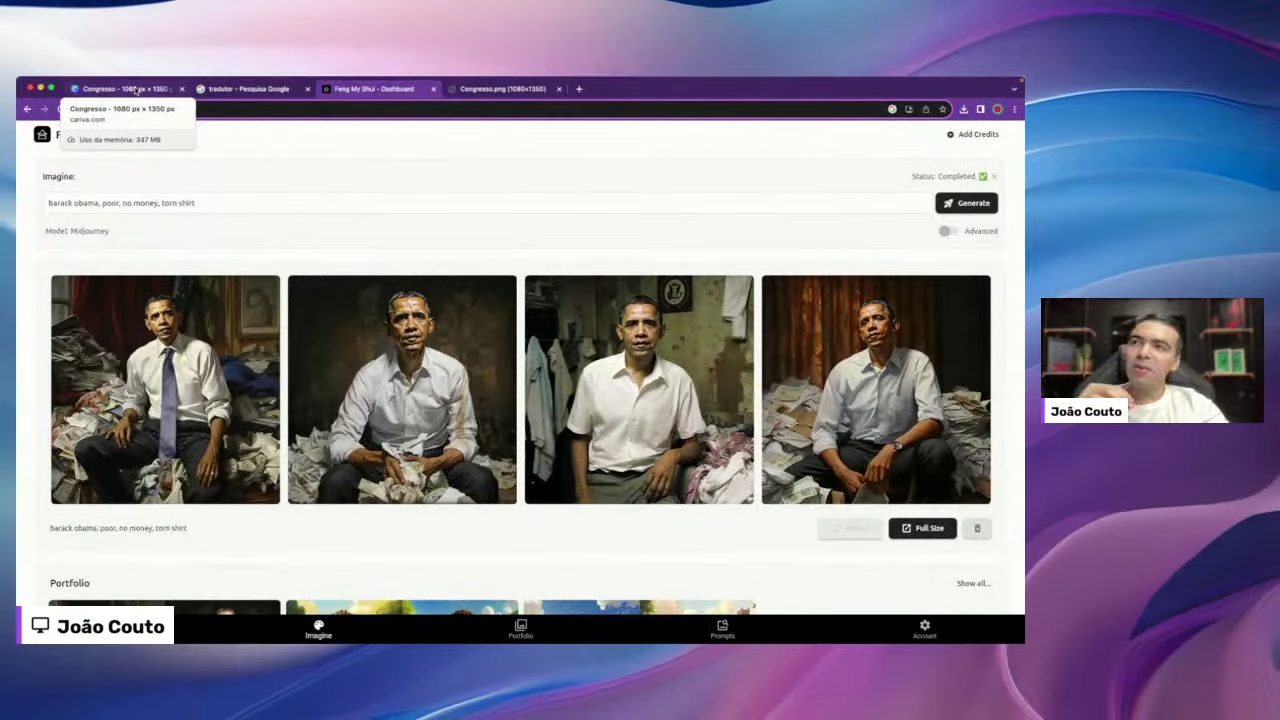 Congresso - 1080 px × 1350 p
tradutor - Pesquisa Google
Feng My Shui - Dashboard
Congresso.png (1080×1350)
Congresso - 1080 px × 1350 px
canva.com
Uso da memória: 347 MB
F
Add Credits
Imagine:
Status: Completed. ✅ ×
barack obama, poor, no money, torn shirt
Generate
Model: Midjourney
Advanced
barack obama, poor, no money, torn shirt
Full Size
Portfolio
Show all...
João Couto
Imagine
Portfolio
Prompts
Account
João Couto